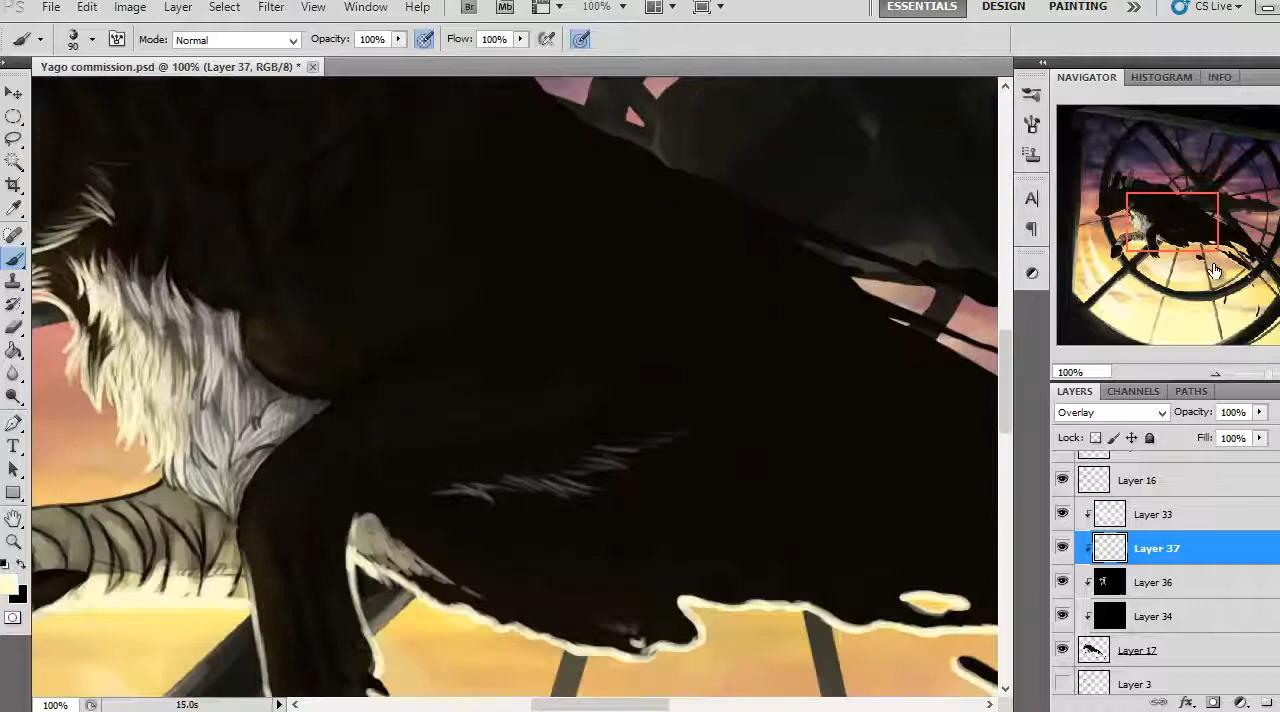 PS File Edit Image Layer Select Filter View Window Help Br Mb 100% ESSENTIALS DESIGN PAINTING CS Live
90 Mode: Normal Opacity: 100% Flow: 100%
Yago commission.psd @ 100% (Layer 37, RGB/8) *
NAVIGATOR HISTOGRAM INFO
100%
LAYERS CHANNELS PATHS
Overlay Opacity: 100%
Lock: Fill: 100%
Layer 16
Layer 33
Layer 37
Layer 36
Layer 34
Layer 17
Layer 3
100% 15.0s